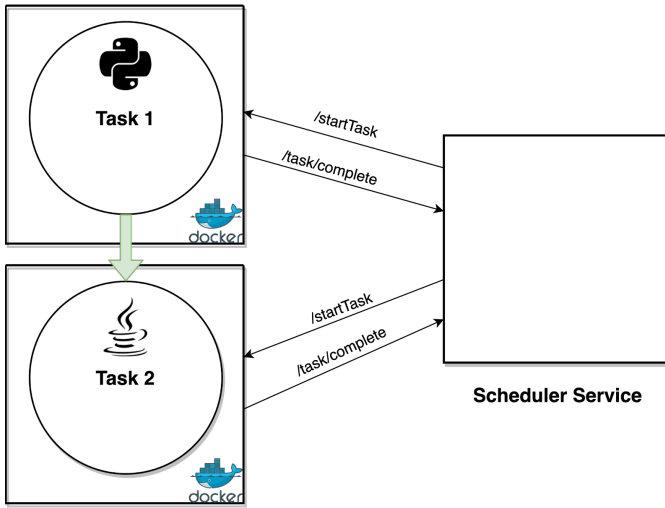 Task 1
/startTask
/task/complete
docker
/startTask
/task/complete
Task 2
Scheduler Service
docker